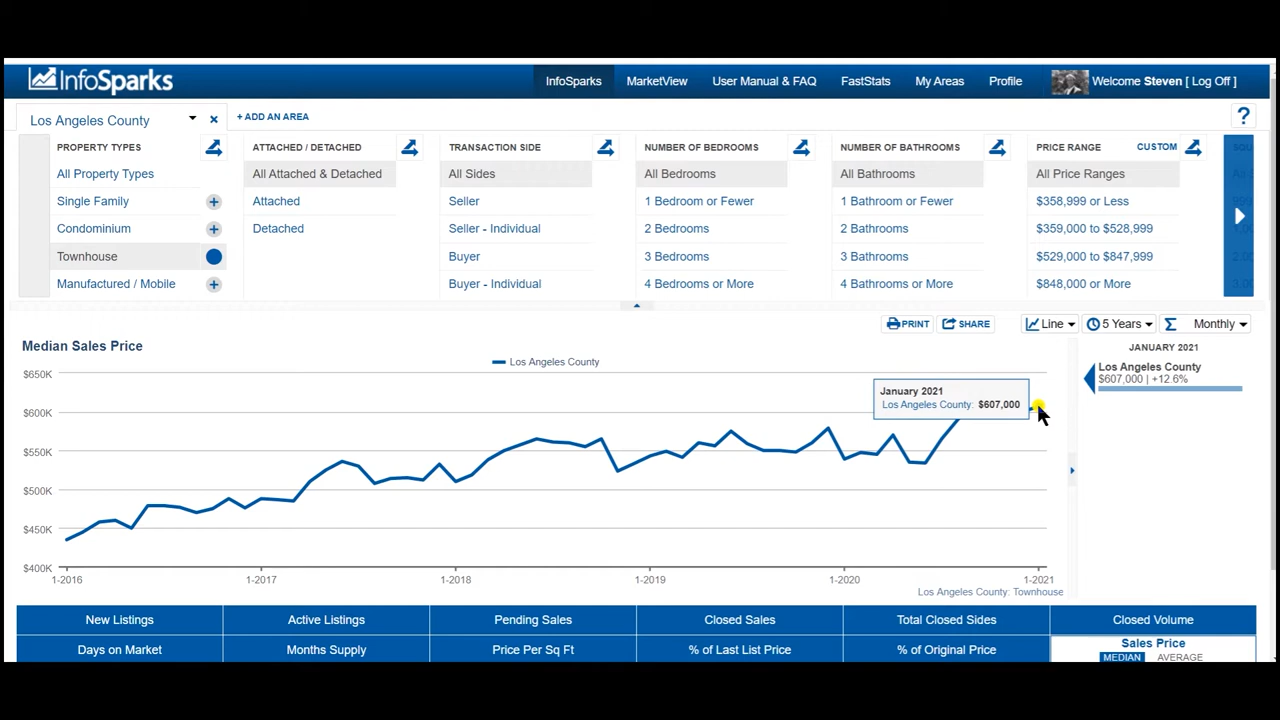 InfoSparks
InfoSparks MarketView User Manual & FAQ FastStats My Areas Profile Welcome Steven [ Log Off ]
Los Angeles County × + ADD AN AREA ?
PROPERTY TYPES ATTACHED / DETACHED TRANSACTION SIDE NUMBER OF BEDROOMS NUMBER OF BATHROOMS PRICE RANGE CUSTOM
All Property Types All Attached & Detached All Sides All Bedrooms All Bathrooms All Price Ranges
Single Family Attached Seller 1 Bedroom or Fewer 1 Bathroom or Fewer $358,999 or Less
Condominium Detached Seller - Individual 2 Bedrooms 2 Bathrooms $359,000 to $528,999
Townhouse Buyer 3 Bedrooms 3 Bathrooms $529,000 to $847,999
Manufactured / Mobile Buyer - Individual 4 Bedrooms or More 4 Bathrooms or More $848,000 or More
PRINT SHARE Line 5 Years Σ Monthly
Median Sales Price
Los Angeles County
JANUARY 2021
Los Angeles County
$607,000 | +12.6%
January 2021
Los Angeles County: $607,000
$650K
$600K
$550K
$500K
$450K
$400K
1-2016 1-2017 1-2018 1-2019 1-2020 1-2021
Los Angeles County: Townhouse
New Listings Active Listings Pending Sales Closed Sales Total Closed Sides Closed Volume
Days on Market Months Supply Price Per Sq Ft % of Last List Price % of Original Price Sales Price
MEDIAN AVERAGE